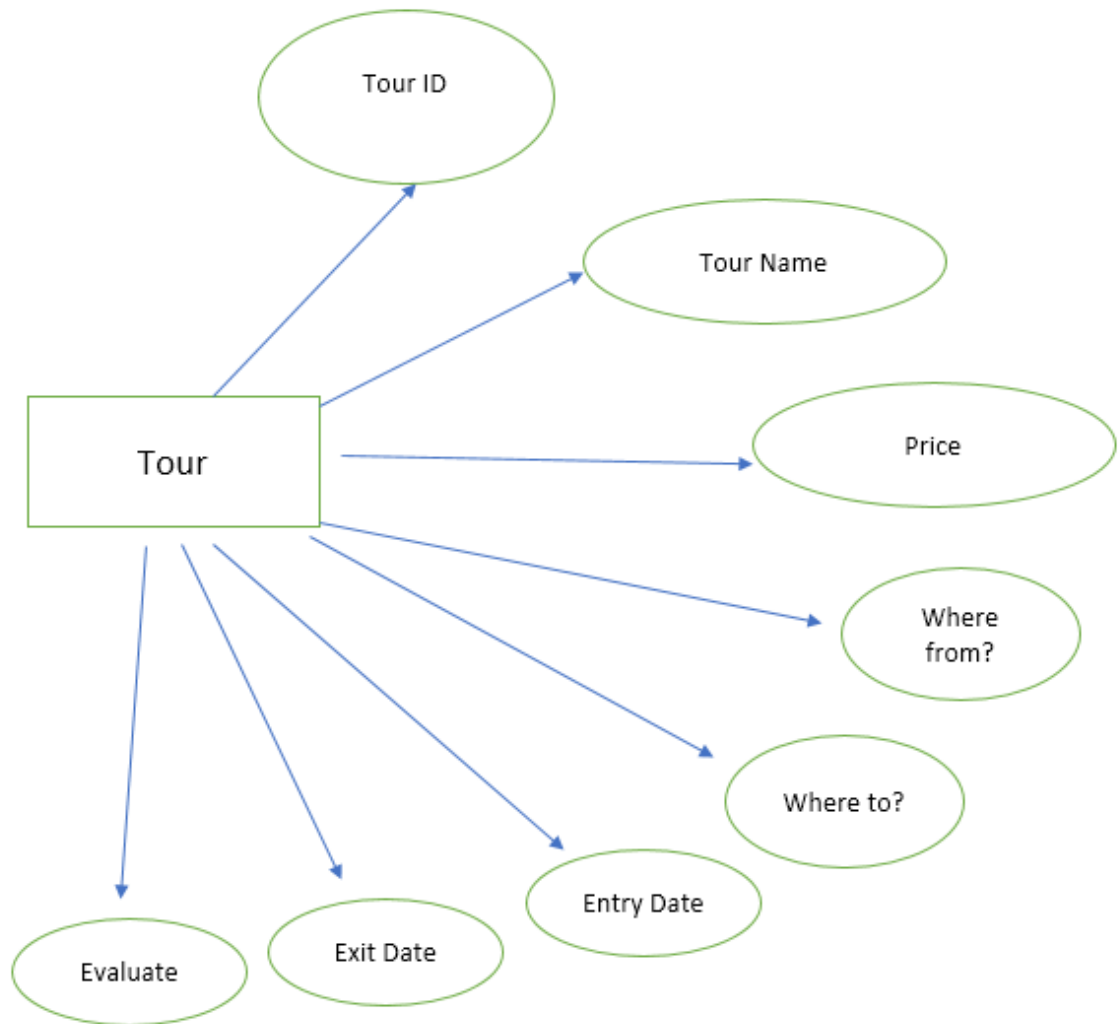 Tour ID
Tour Name
Tour
Price
Where
from?
Where to?
Entry Date
Exit Date
Evaluate